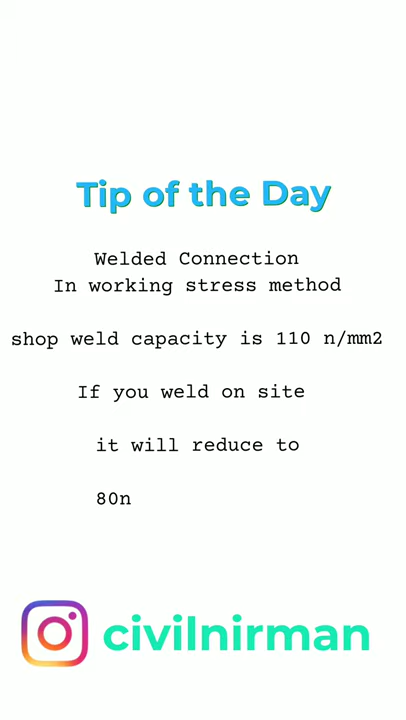 Tip of the Day
Welded Connection
In working stress method
shop weld capacity is 110 n/mm2
If you weld on site
it will reduce to
80n
civilnirman